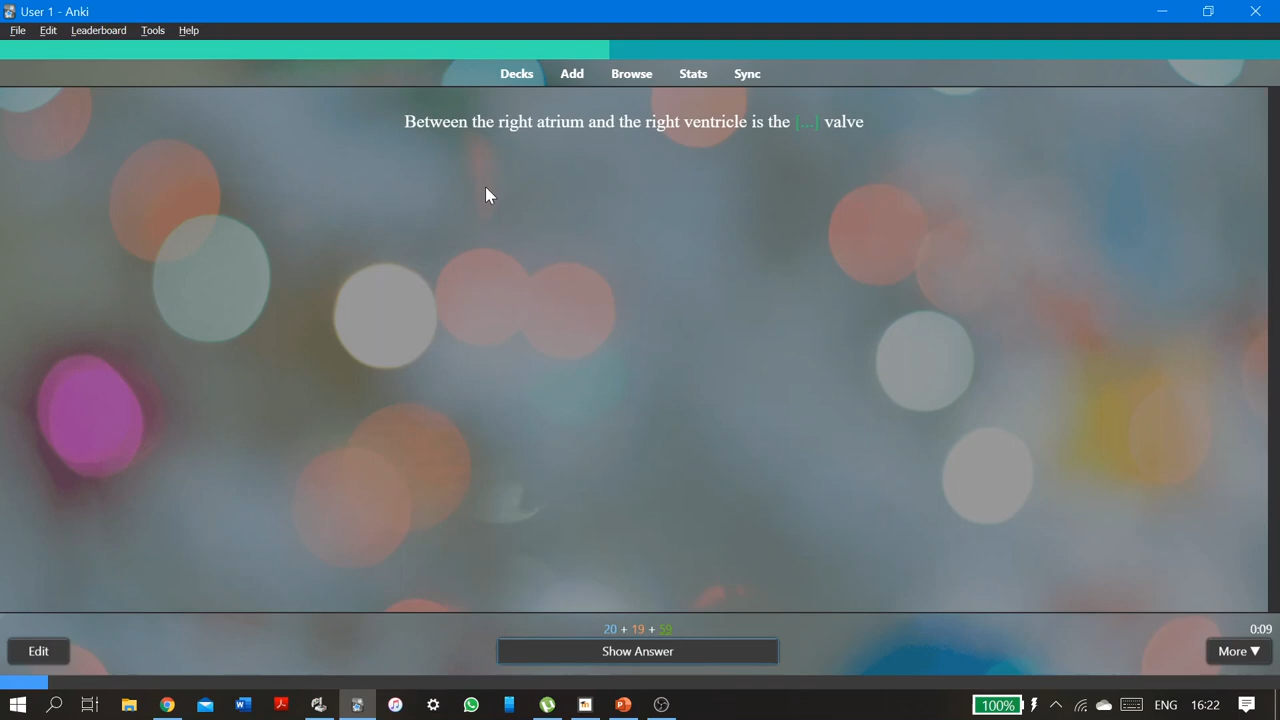 User 1 - Anki
File Edit Leaderboard Tools Help
Decks Add Browse Stats Sync
Between the right atrium and the right ventricle is the [...] valve
20 + 19 + 59
0:09
Edit
Show Answer
More ▼
100%
ENG
16:22